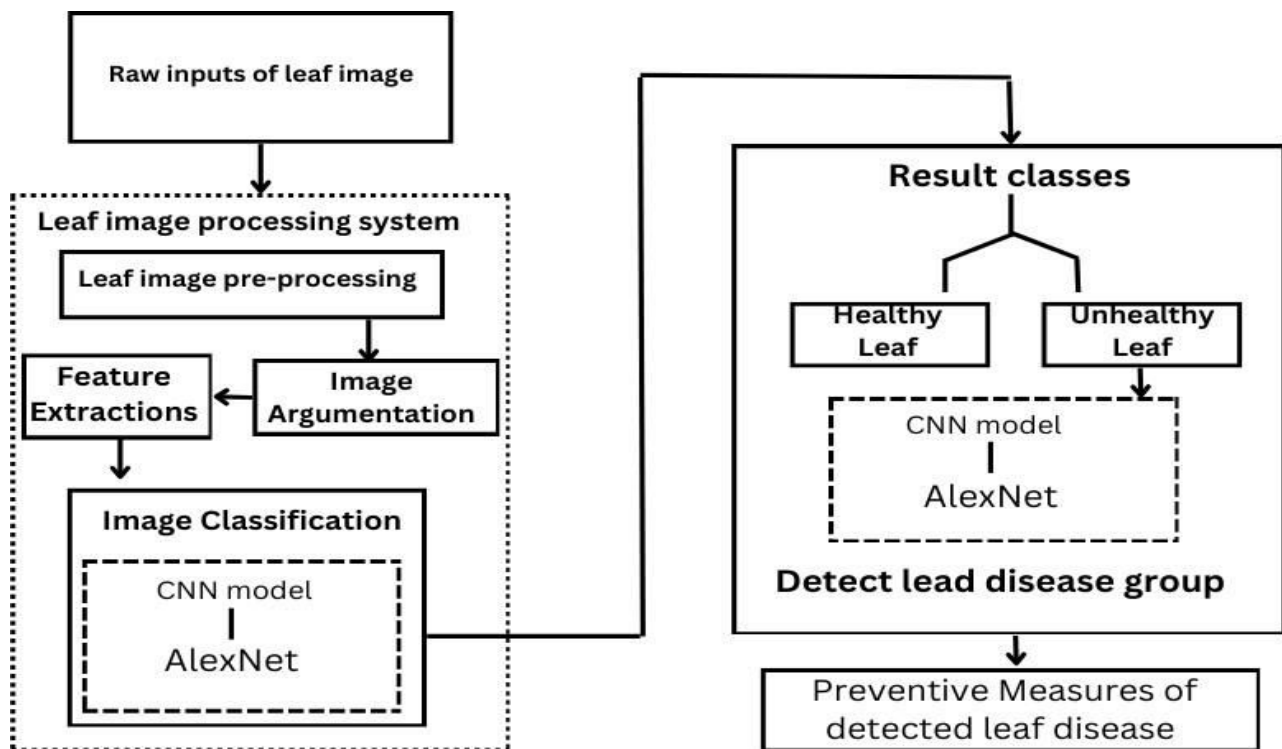 Raw inputs of leaf image
Leaf image processing system
Leaf image pre-processing
Image
Argumentation
Feature
Extractions
Image Classification
CNN model
AlexNet
Result classes
Healthy
Leaf
Unhealthy
Leaf
CNN model
AlexNet
Detect lead disease group
Preventive Measures of
detected leaf disease